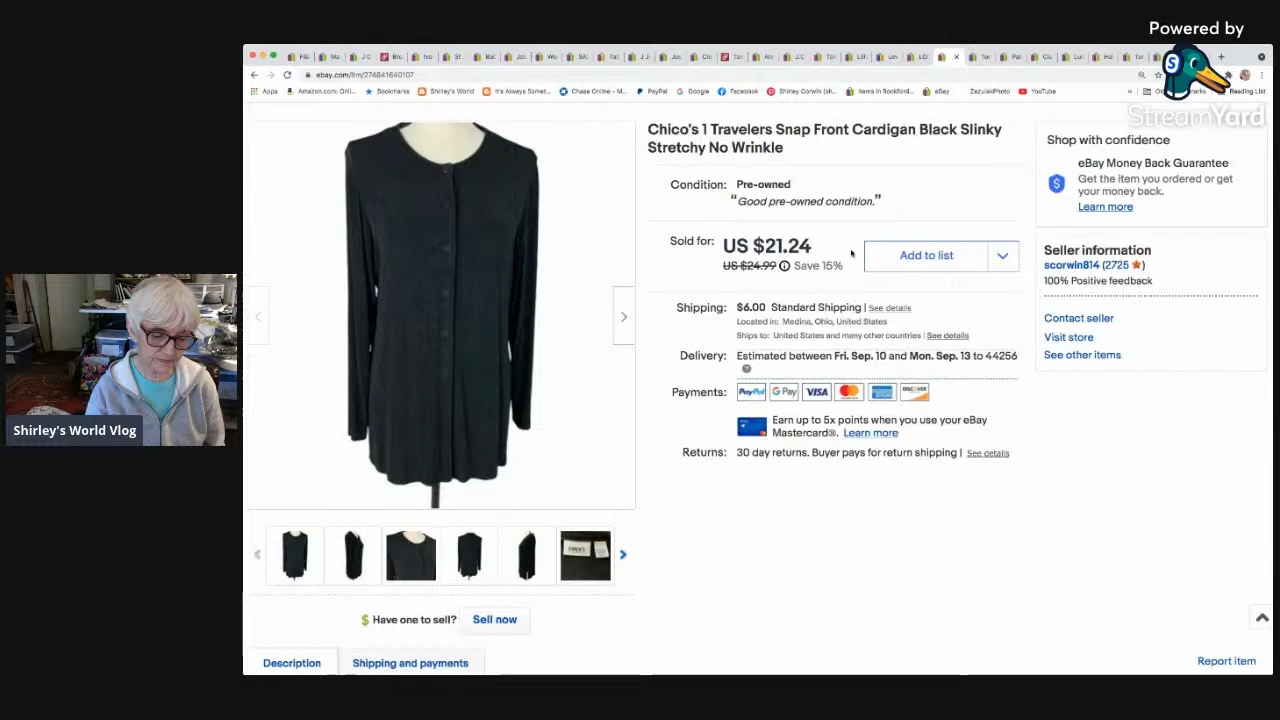 Powered by
StreamYard
ebay.com/itm/274841640107
Apps
Amazon.com: Onli...
Bookmarks
Shirley's World
It's Always Somet...
Chase Online - M...
PayPal
Google
Facebook
Shirley Corwin (sh...
Items in Rockford...
eBay
ZezulakPhoto
YouTube
Reading List
Chico's 1 Travelers Snap Front Cardigan Black Slinky
Stretchy No Wrinkle
Condition: Pre-owned
“Good pre-owned condition.”
Sold for: US $21.24
US $24.99 Save 15%
Add to list
Shipping: $6.00 Standard Shipping | See details
Located in: Medina, Ohio, United States
Ships to: United States and many other countries | See details
Delivery: Estimated between Fri. Sep. 10 and Mon. Sep. 13 to 44256
Payments: PayPal G Pay VISA DISCOVER
Earn up to 5x points when you use your eBay
Mastercard®. Learn more
Returns: 30 day returns. Buyer pays for return shipping | See details
Shop with confidence
eBay Money Back Guarantee
Get the item you ordered or get
your money back.
Learn more
Seller information
scorwin814 (2725)
100% Positive feedback
Contact seller
Visit store
See other items
Shirley's World Vlog
CHICO'S
Have one to sell? Sell now
Description
Shipping and payments
Report item